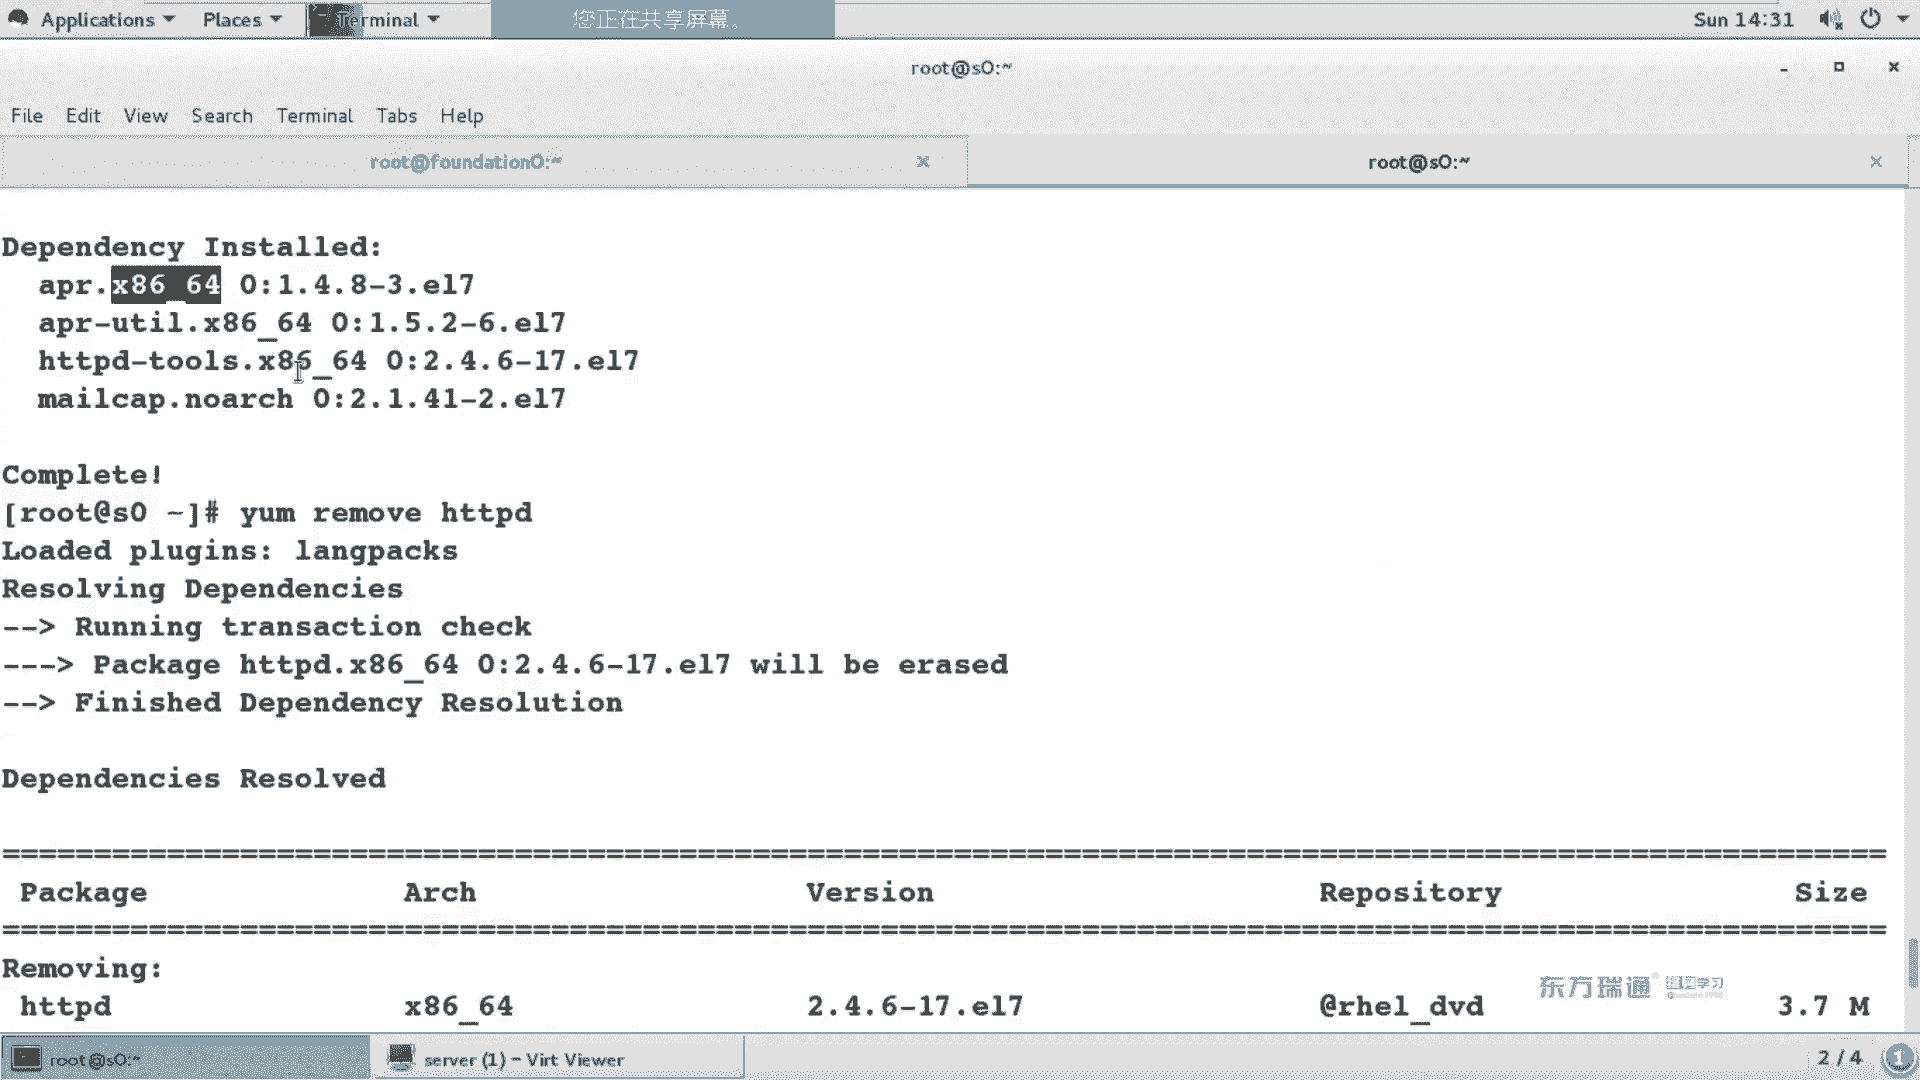 Applications Places Terminal 您正在共享屏幕。 Sun 14:31
root@s0:~
File Edit View Search Terminal Tabs Help
root@foundation0:~ root@s0:~
Dependency Installed:
apr.x86_64 0:1.4.8-3.el7
apr-util.x86_64 0:1.5.2-6.el7
httpd-tools.x86_64 0:2.4.6-17.el7
mailcap.noarch 0:2.1.41-2.el7
Complete!
[root@s0 ~]# yum remove httpd
Loaded plugins: langpacks
Resolving Dependencies
--> Running transaction check
---> Package httpd.x86_64 0:2.4.6-17.el7 will be erased
--> Finished Dependency Resolution
Dependencies Resolved
================================================================================
Package Arch Version Repository Size
================================================================================
Removing:
httpd x86_64 2.4.6-17.el7 @rhel_dvd 3.7 M
东方瑞通 学习
root@s0:~ server (1) - Virt Viewer 2 / 4 1